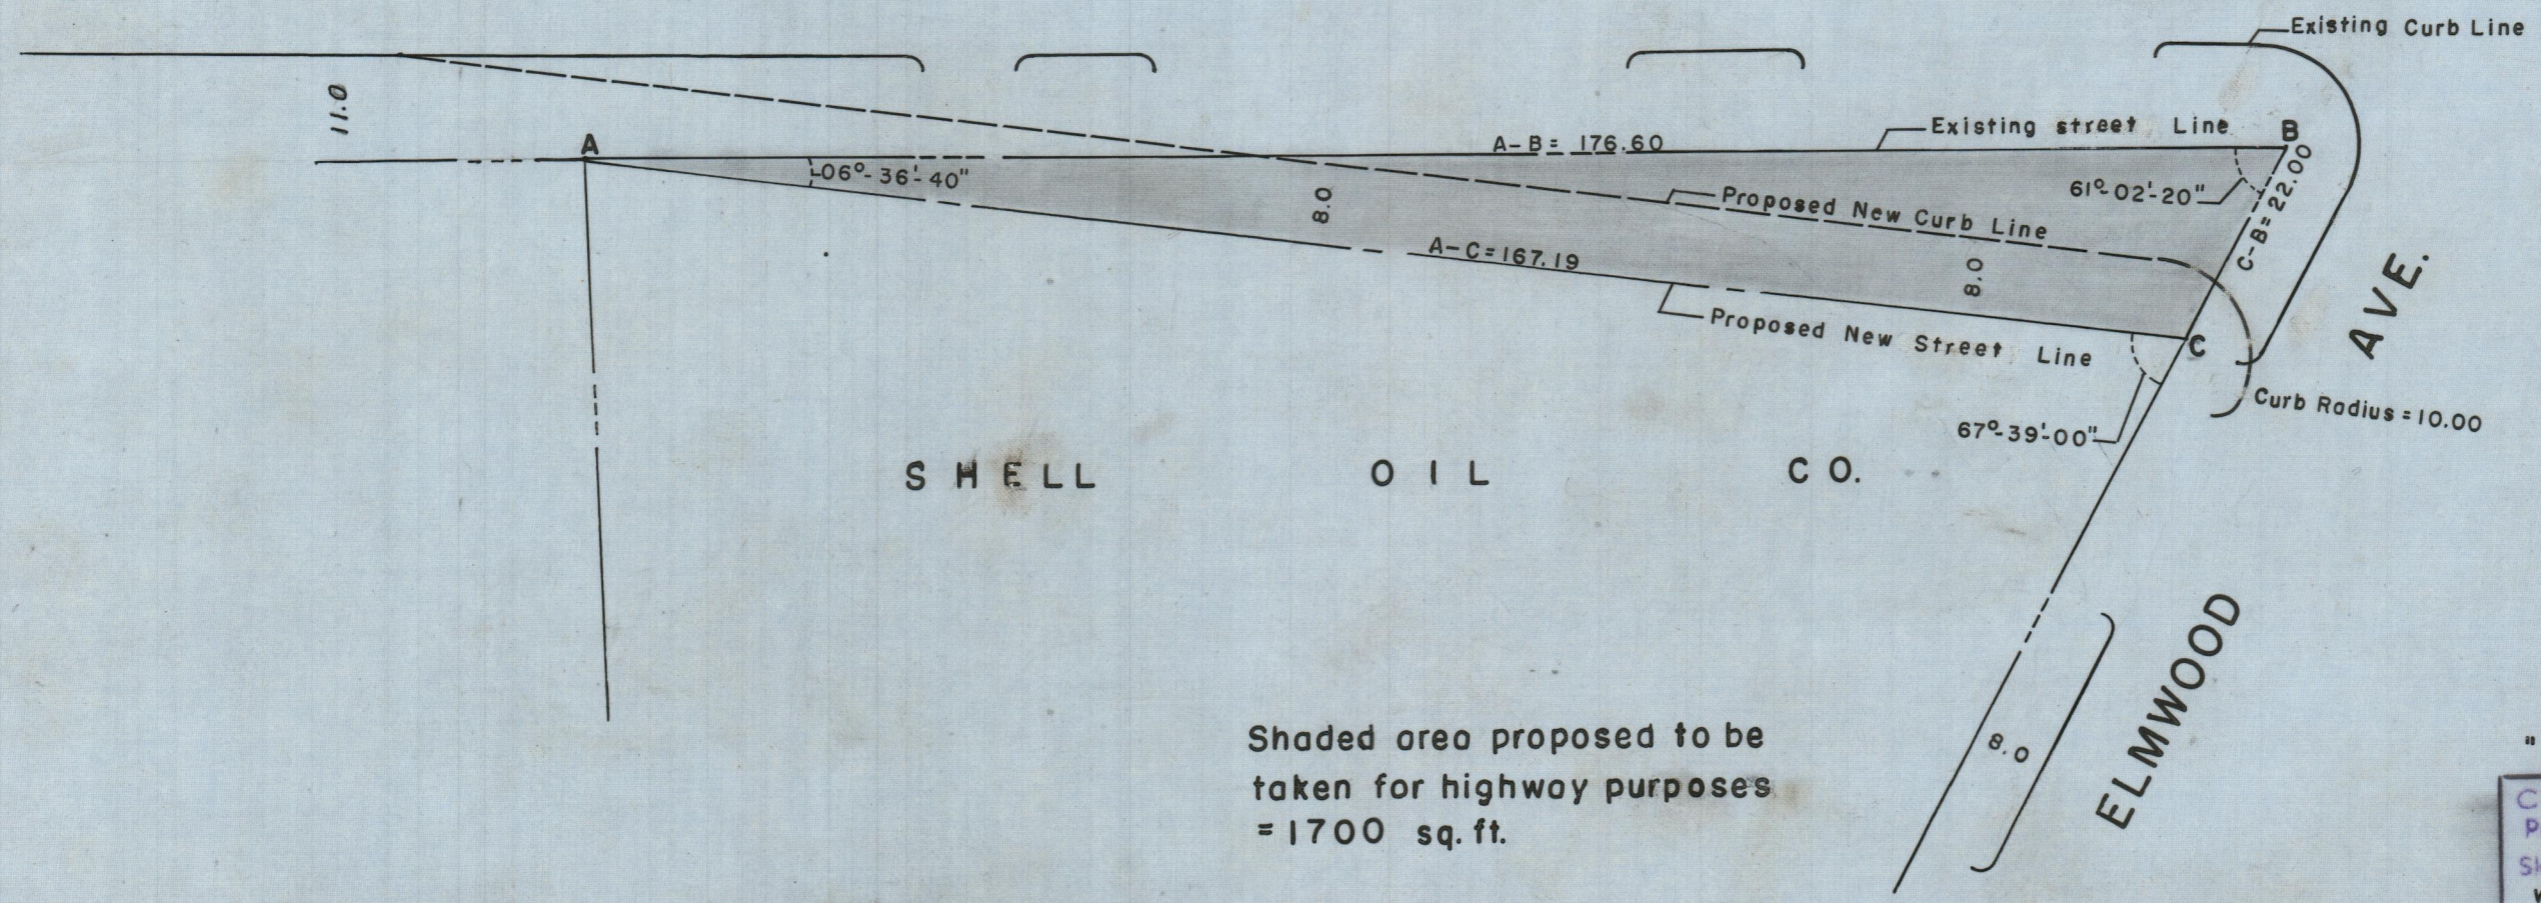 Existing Curb Line
11.0
A
A-B= 176.60
Existing street Line
B
06°-36'-40"
61°-02'-20"
C-B=22.00
8.0
Proposed New Curb Line
A-C=167.19
8.0
Proposed New Street Line
C
AVE.
Curb Radius=10.00
67°-39'-00"
SHELL OIL CO.
ELMWOOD
8.0
Shaded area proposed to be
taken for highway purposes
=1700 sq. ft.